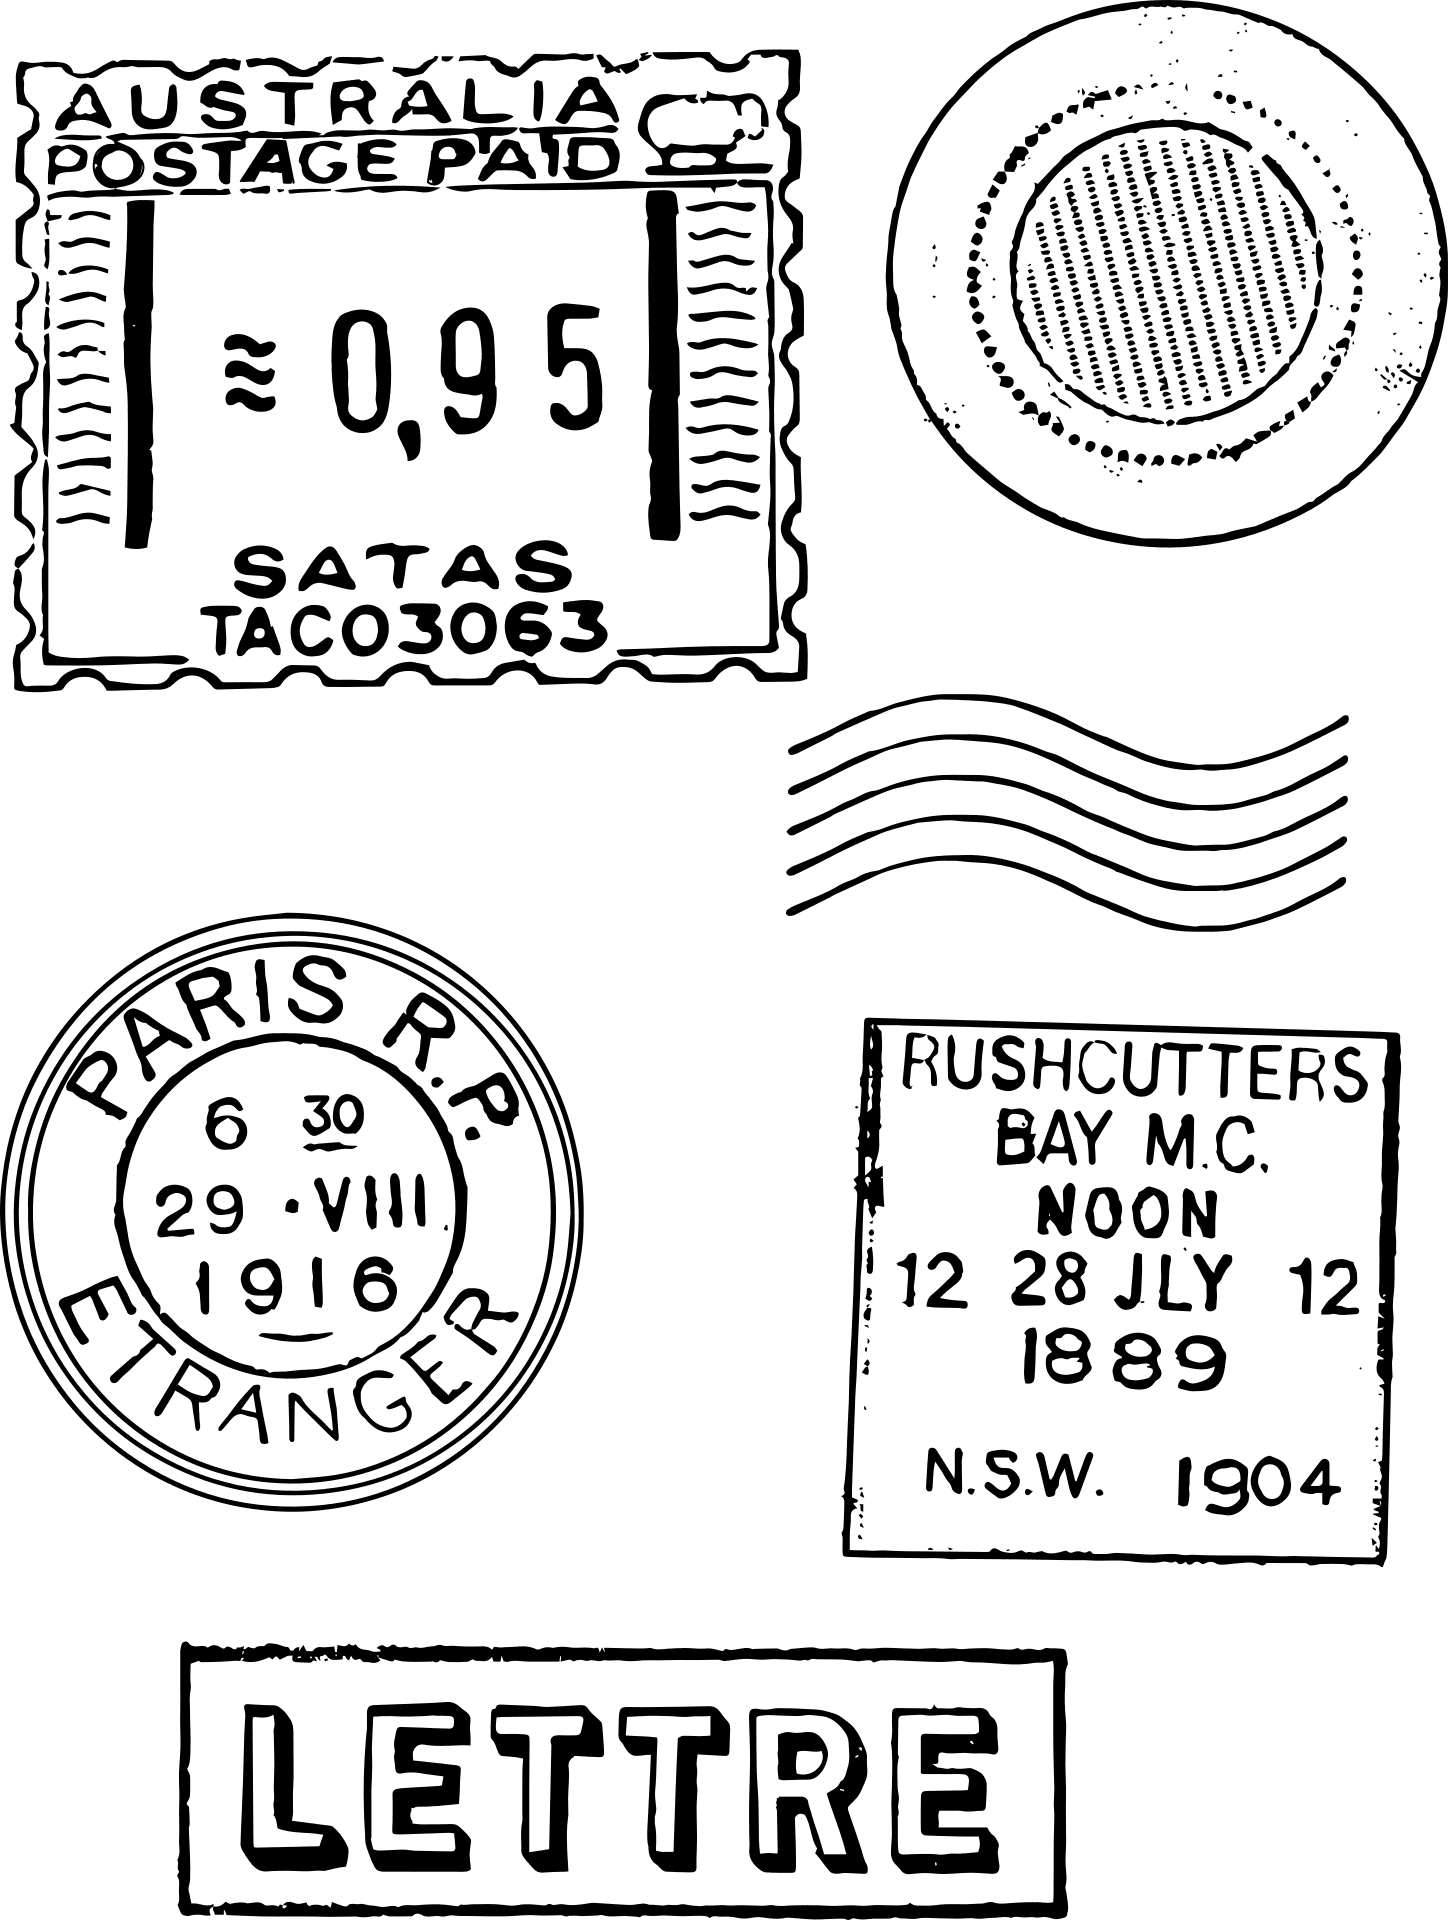 AUSTRALIA
POSTAGE PAID
≈ 0,95
SATAS
TACO3063
PARIS R.P.
6 30
29 ·VIII.
1916
ETRANGER
RUSHCUTTERS
BAY M.C.
NOON
12 28 JLY 12
1889
N.S.W. 1904
LETTRE